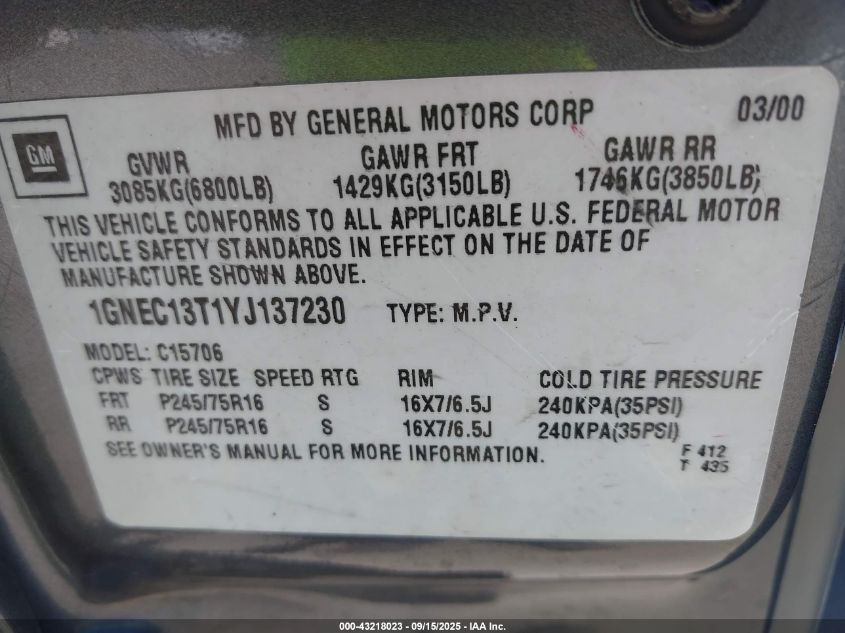 MFD BY GENERAL MOTORS CORP 03/00
GM
GVWR GAWR FRT GAWR RR
3085KG(6800LB) 1429KG(3150LB) 1746KG(3850LB)
THIS VEHICLE CONFORMS TO ALL APPLICABLE U.S. FEDERAL MOTOR
VEHICLE SAFETY STANDARDS IN EFFECT ON THE DATE OF
MANUFACTURE SHOWN ABOVE.
1GNEC13T1YJ137230 TYPE: M.P.V.
MODEL: C15706
CPWS TIRE SIZE SPEED RTG RIM COLD TIRE PRESSURE
FRT P245/75R16 S 16X7/6.5J 240KPA(35PSI)
RR P245/75R16 S 16X7/6.5J 240KPA(35PSI)
SEE OWNER'S MANUAL FOR MORE INFORMATION.
F 412
T 435
000-43218023 - 09/15/2025 - IAA Inc.